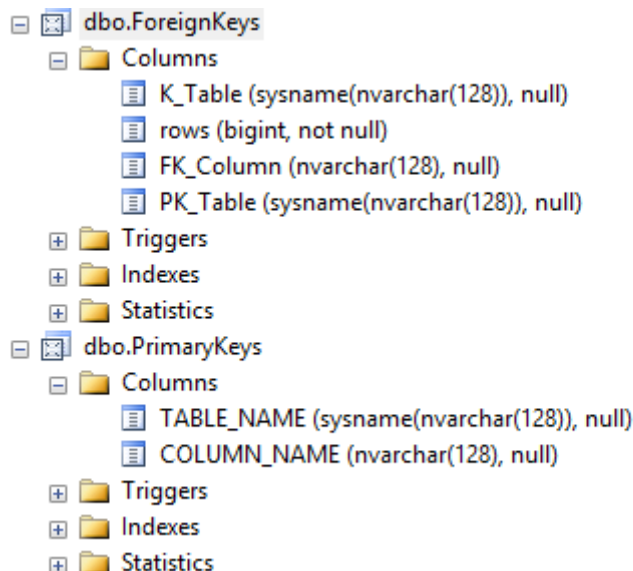 dbo.ForeignKeys
Columns
K_Table (sysname(nvarchar(128)), null)
rows (bigint, not null)
FK_Column (nvarchar(128), null)
PK_Table (sysname(nvarchar(128)), null)
Triggers
Indexes
Statistics
dbo.PrimaryKeys
Columns
TABLE_NAME (sysname(nvarchar(128)), null)
COLUMN_NAME (nvarchar(128), null)
Triggers
Indexes
Statistics